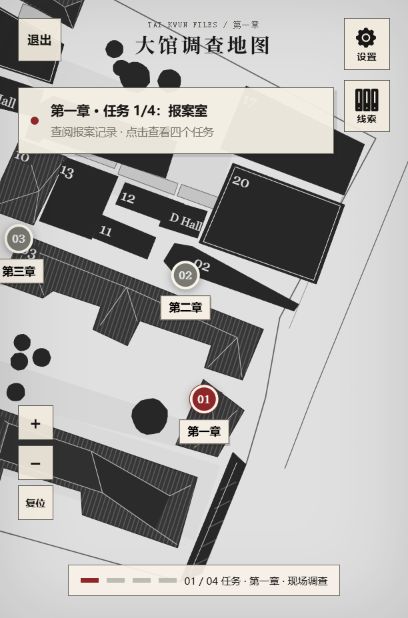 TAI KWUN FILES / 第一章
大馆调查地图
退出
设置
线索
第一章 · 任务 1/4：报案室
查阅报案记录 · 点击查看四个任务
Hall
17
10
13
20
12
D Hall
11
03
第三章
02
02
第二章
01
第一章
+
−
复位
01 / 04 任务 · 第一章 · 现场调查